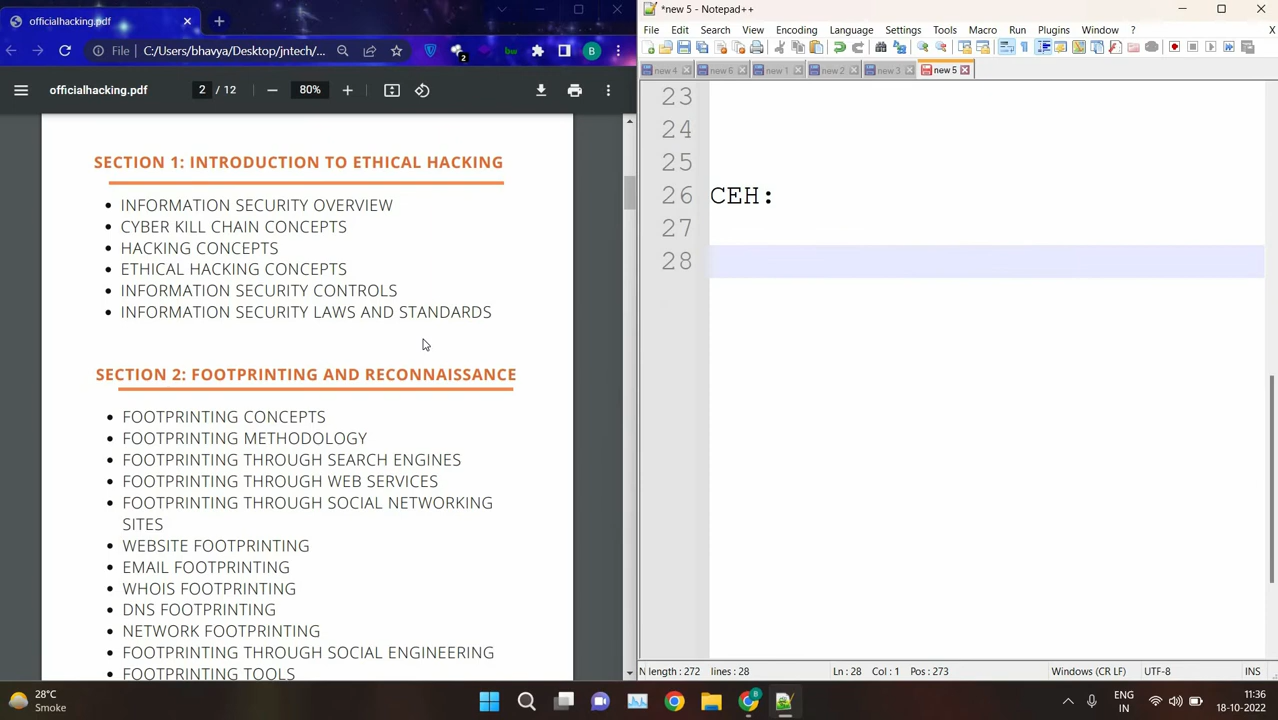 officialhacking.pdf
File
C:/Users/bhavya/Desktop/jntech/...
2
B
officialhacking.pdf
2 / 12
80%
SECTION 1: INTRODUCTION TO ETHICAL HACKING
INFORMATION SECURITY OVERVIEW
CYBER KILL CHAIN CONCEPTS
HACKING CONCEPTS
ETHICAL HACKING CONCEPTS
INFORMATION SECURITY CONTROLS
INFORMATION SECURITY LAWS AND STANDARDS
SECTION 2: FOOTPRINTING AND RECONNAISSANCE
FOOTPRINTING CONCEPTS
FOOTPRINTING METHODOLOGY
FOOTPRINTING THROUGH SEARCH ENGINES
FOOTPRINTING THROUGH WEB SERVICES
FOOTPRINTING THROUGH SOCIAL NETWORKING
SITES
WEBSITE FOOTPRINTING
EMAIL FOOTPRINTING
WHOIS FOOTPRINTING
DNS FOOTPRINTING
NETWORK FOOTPRINTING
FOOTPRINTING THROUGH SOCIAL ENGINEERING
FOOTPRINTING TOOLS
*new 5 - Notepad++
File Edit Search View Encoding Language Settings Tools Macro Plugins Run Window ? X
new 4 new 6 new 1 new 2 new 3 new 5
23
24
25
26 CEH:
27
28
N length : 272 lines : 28 Ln : 28 Col : 1 Pos : 273 Windows (CR LF) UTF-8 INS
28°C
Smoke
ENG
IN
11:36
18-10-2022